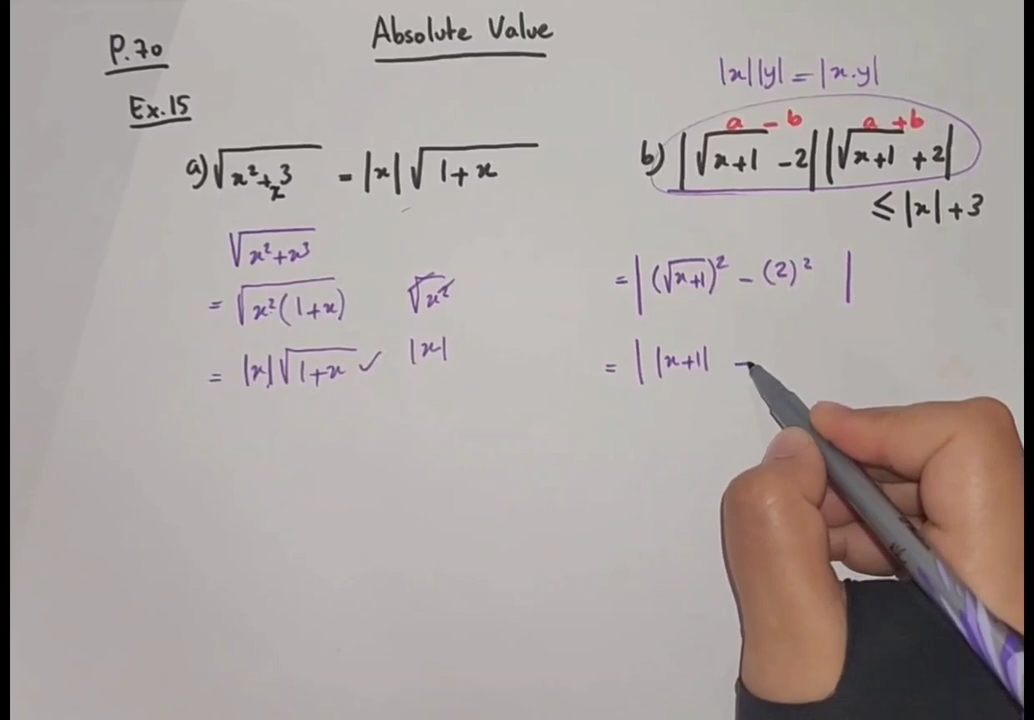 Absolute Value
P.70
Ex.15
a) √(x²+x³) = |x| √(1+x)
√(x²+x³)
= √(x²(1+x))
√x²
= |x|√(1+x) ✓
|x|
|x||y| = |x.y|
a - b a + b
b) |√(x+1) - 2| |√(x+1) + 2|
≤ |x| + 3
= | (√(x+1))² - (2)² |
= | |x+1| -